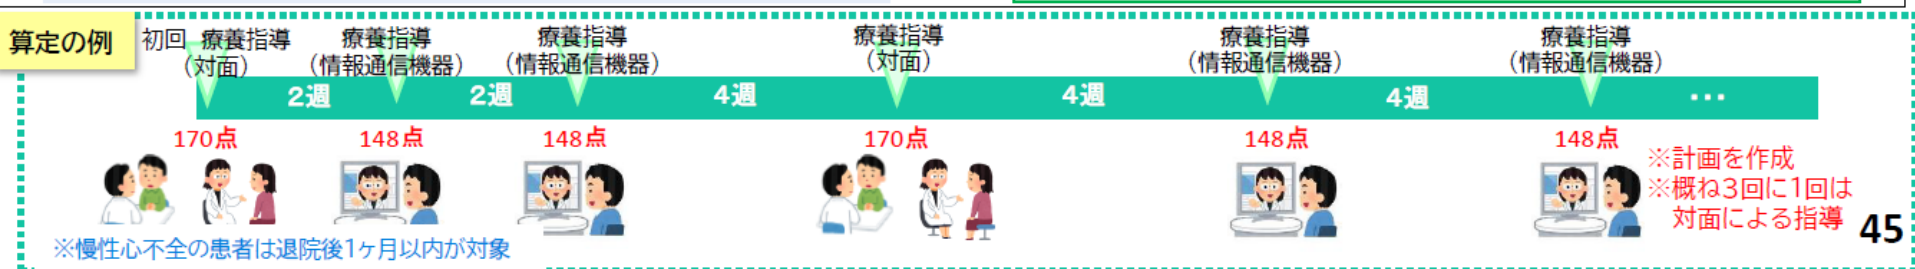 算定の例
初回 療養指導
（対面）
療養指導
（情報通信機器）
療養指導
（情報通信機器）
療養指導
（対面）
療養指導
（情報通信機器）
療養指導
（情報通信機器）
2週 2週 4週 4週 4週 …
170点 148点 148点 170点 148点 148点
※計画を作成
※概ね３回に1回は
対面による指導
※慢性心不全の患者は退院後1ヶ月以内が対象
45